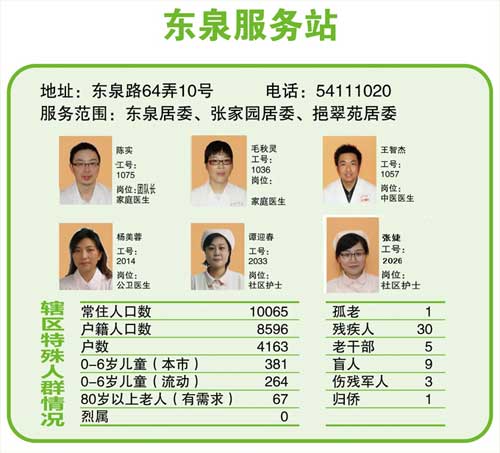 东泉服务站
地址：东泉路64弄10号 电话：54111020
服务范围：东泉居委、张家园居委、挹翠苑居委
陈实
工号：
1075
岗位：团队长
家庭医生
毛秋灵
工号：
1036
岗位：
家庭医生
王智杰
工号：
1057
岗位：
中医医生
杨美蓉
工号：
2014
岗位：
公卫医生
谭迎春
工号：
2033
岗位：
社区护士
张婕
工号：
2026
岗位：
社区护士
辖区特殊人群情况
常住人口数 10065
户籍人口数 8596
户数 4163
0-6岁儿童（本市） 381
0-6岁儿童（流动） 264
80岁以上老人（有需求） 67
烈属 0
孤老 1
残疾人 30
老干部 5
盲人 9
伤残军人 3
归侨 1